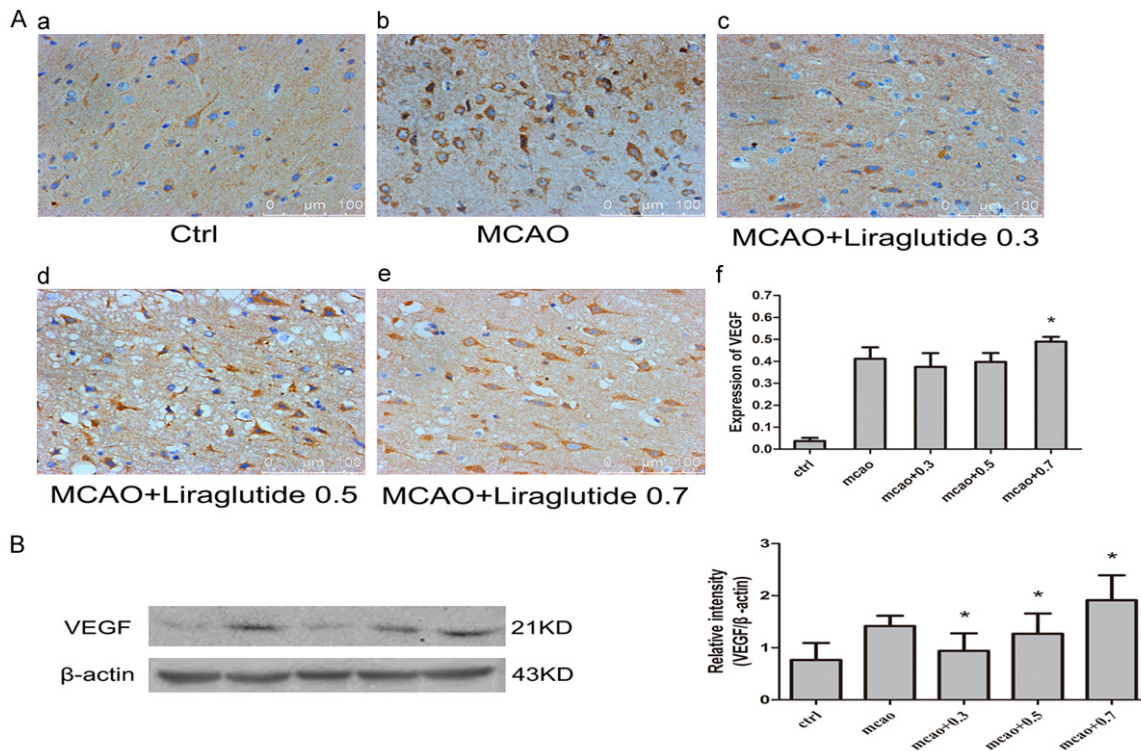 A
a
b
c
0 µm 100
0 µm 100
0 µm 100
Ctrl
MCAO
MCAO+Liraglutide 0.3
d
e
f
0 µm 100
0 µm 100
MCAO+Liraglutide 0.5
MCAO+Liraglutide 0.7
Expression of VEGF
0.7
0.6
0.5
0.4
0.3
0.2
0.1
0.0
*
ctrl
mcao
mcao+0.3
mcao+0.5
mcao+0.7
B
VEGF
21KD
β-actin
43KD
Relative intensity
(VEGF/β -actin)
3
2
1
0
*
*
*
ctrl
mcao
mcao+0.3
mcao+0.5
mcao+0.7